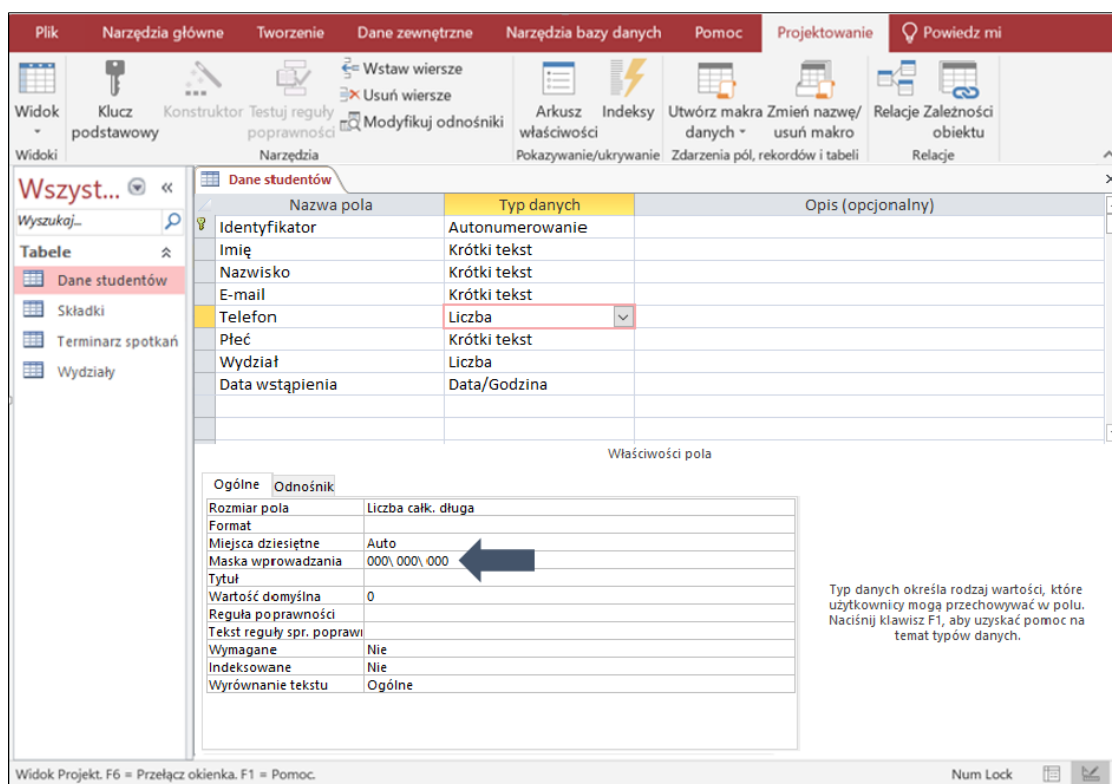 Plik Narzędzia główne Tworzenie Dane zewnętrzne Narzędzia bazy danych Pomoc Projektowanie Powiedz mi
Widok
Klucz podstawowy
Konstruktor
Testuj reguły poprawności
Wstaw wiersze
Usuń wiersze
Modyfikuj odnośniki
Arkusz właściwości
Indeksy
Utwórz makra danych
Zmień nazwę/ usuń makro
Relacje
Zależności obiektu
Widoki Narzędzia Pokazywanie/ukrywanie Zdarzenia pól, rekordów i tabeli Relacje
Wszyst... «
Wyszukaj...
Tabele
Dane studentów
Składki
Terminarz spotkań
Wydziały
Dane studentów
Nazwa pola Typ danych Opis (opcjonalny)
Identyfikator Autonumerowanie
Imię Krótki tekst
Nazwisko Krótki tekst
E-mail Krótki tekst
Telefon Liczba
Płeć Krótki tekst
Wydział Liczba
Data wstąpienia Data/Godzina
Właściwości pola
Ogólne Odnośnik
Rozmiar pola Liczba całk. długa
Format
Miejsca dziesiętne Auto
Maska wprowadzania 000\ 000\ 000
Tytuł
Wartość domyślna 0
Reguła poprawności
Tekst reguły spr. poprawi
Wymagane Nie
Indeksowane Nie
Wyrównanie tekstu Ogólne
Typ danych określa rodzaj wartości, które
użytkownicy mogą przechowywać w polu.
Naciśnij klawisz F1, aby uzyskać pomoc na
temat typów danych.
Widok Projekt. F6 = Przełącz okienka. F1 = Pomoc. Num Lock